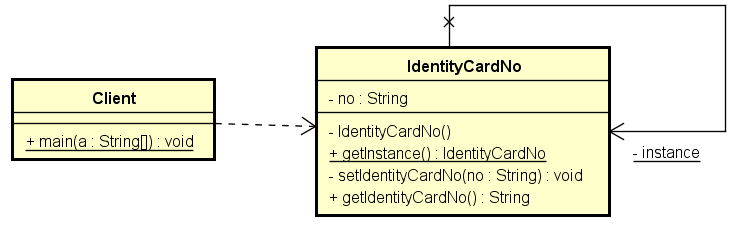 IdentityCardNo
- no : String
- IdentityCardNo()
+ getInstance() : IdentityCardNo
- setIdentityCardNo(no : String) : void
+ getIdentityCardNo() : String
Client
+ main(a : String[]) : void
- instance